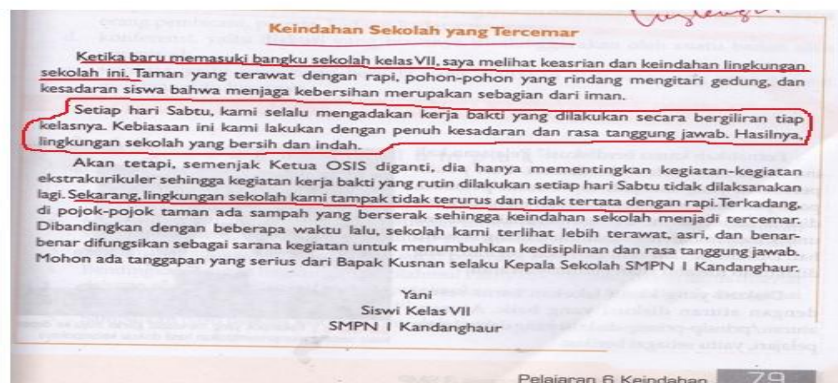 Keindahan Sekolah yang Tercemar
Ketika baru memasuki bangku sekolah kelas VII, saya melihat keasrian dan keindahan lingkungan
sekolah ini. Taman yang terawat dengan rapi, pohon-pohon yang rindang mengitari gedung, dan
kesadaran siswa bahwa menjaga kebersihan merupakan sebagian dari iman.
Setiap hari Sabtu, kami selalu mengadakan kerja bakti yang dilakukan secara bergiliran tiap
kelasnya. Kebiasaan ini kami lakukan dengan penuh kesadaran dan rasa tanggung jawab. Hasilnya,
lingkungan sekolah yang bersih dan indah.
Akan tetapi, semenjak Ketua OSIS diganti, dia hanya mementingkan kegiatan-kegiatan
ekstrakurikuler sehingga kegiatan kerja bakti yang rutin dilakukan setiap hari Sabtu tidak dilaksanakan
lagi. Sekarang, lingkungan sekolah kami tampak tidak terurus dan tidak tertata dengan rapi. Terkadang,
di pojok-pojok taman ada sampah yang berserak sehingga keindahan sekolah menjadi tercemar.
Dibandingkan dengan beberapa waktu lalu, sekolah kami terlihat lebih terawat, asri, dan benar-
benar difungsikan sebagai sarana kegiatan untuk menumbuhkan kedisiplinan dan rasa tanggung jawab.
Mohon ada tanggapan yang serius dari Bapak Kusnan selaku Kepala Sekolah SMPN 1 Kandanghaur.
Yani
Siswi Kelas VII
SMPN 1 Kandanghaur
Pelajaran 6 Keindahan 79